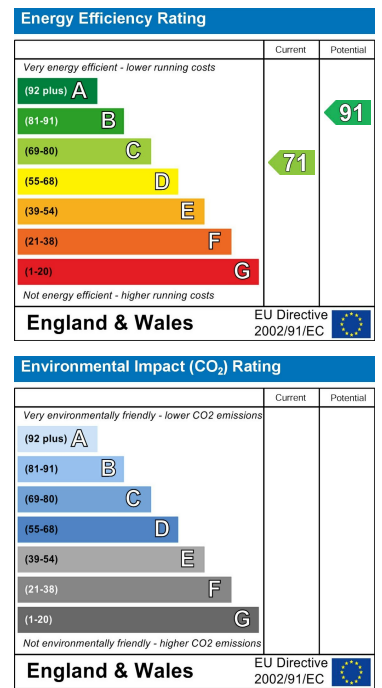 Energy Efficiency Rating
Current Potential
Very energy efficient - lower running costs
(92 plus) A
(81-91) B
91
(69-80) C
71
(55-68) D
(39-54) E
(21-38) F
(1-20) G
Not energy efficient - higher running costs
England & Wales
EU Directive
2002/91/EC
Environmental Impact (CO₂) Rating
Current Potential
Very environmentally friendly - lower CO2 emissions
(92 plus) A
(81-91) B
(69-80) C
(55-68) D
(39-54) E
(21-38) F
(1-20) G
Not environmentally friendly - higher CO2 emissions
England & Wales
EU Directive
2002/91/EC